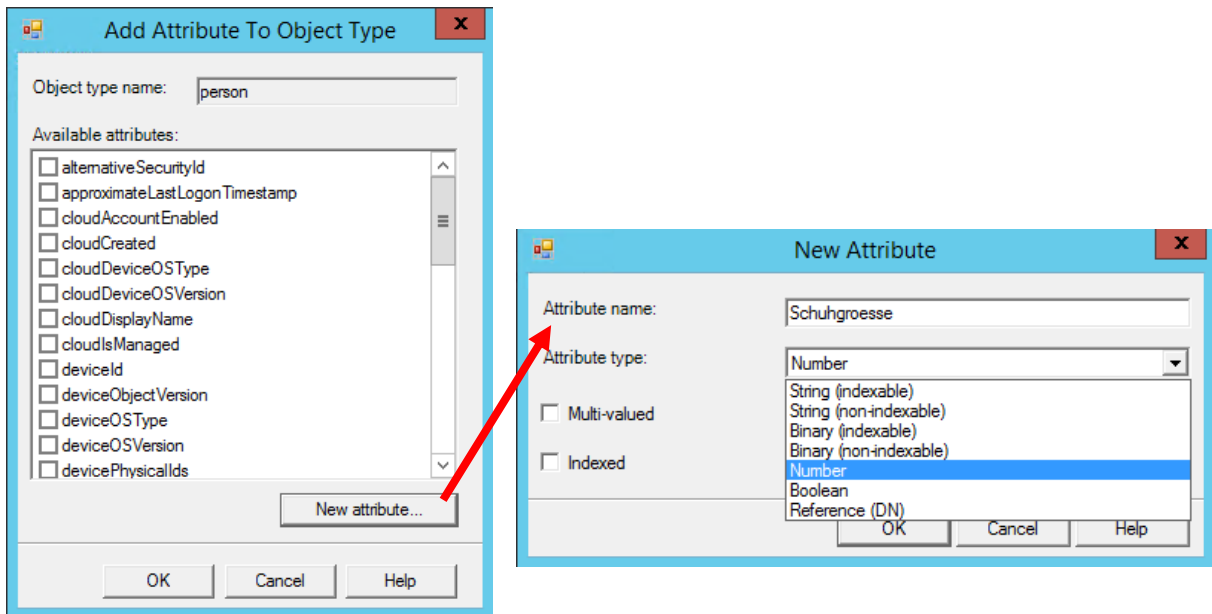 Add Attribute To Object Type
x
Object type name: person
Available attributes:
alternativeSecurityId
approximateLastLogonTimestamp
cloudAccountEnabled
cloudCreated
cloudDeviceOSType
cloudDeviceOSVersion
cloudDisplayName
cloudIsManaged
deviceId
deviceObjectVersion
deviceOSType
deviceOSVersion
devicePhysicalIds
New attribute...
OK Cancel Help
New Attribute
x
Attribute name: Schuhgroesse
Attribute type: Number
String (indexable)
Multi-valued
String (non-indexable)
Binary (indexable)
Binary (non-indexable)
Indexed
Number
Boolean
Reference (DN)
OK Cancel Help